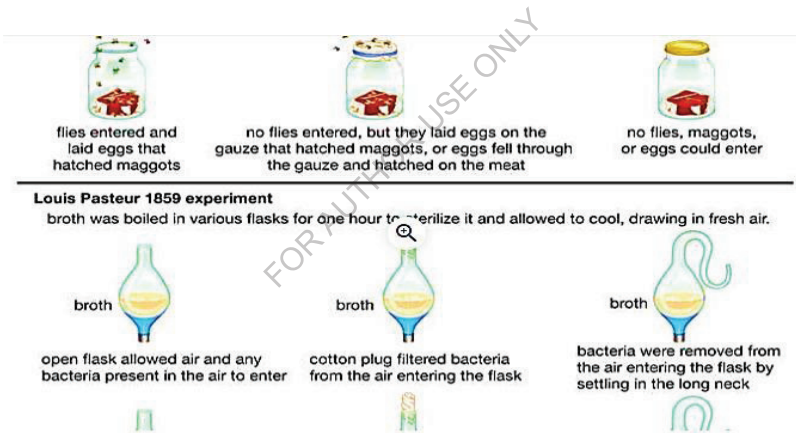 flies entered and
laid eggs that
hatched maggots
no flies entered, but they laid eggs on the
gauze that hatched maggots, or eggs fell through
the gauze and hatched on the meat
no flies, maggots,
or eggs could enter
Louis Pasteur 1859 experiment
broth was boiled in various flasks for one hour to sterilize it and allowed to cool, drawing in fresh air.
broth
open flask allowed air and any
bacteria present in the air to enter
broth
cotton plug filtered bacteria
from the air entering the flask
broth
bacteria were removed from
the air entering the flask by
settling in the long neck
FOR AUTHOR USE ONLY